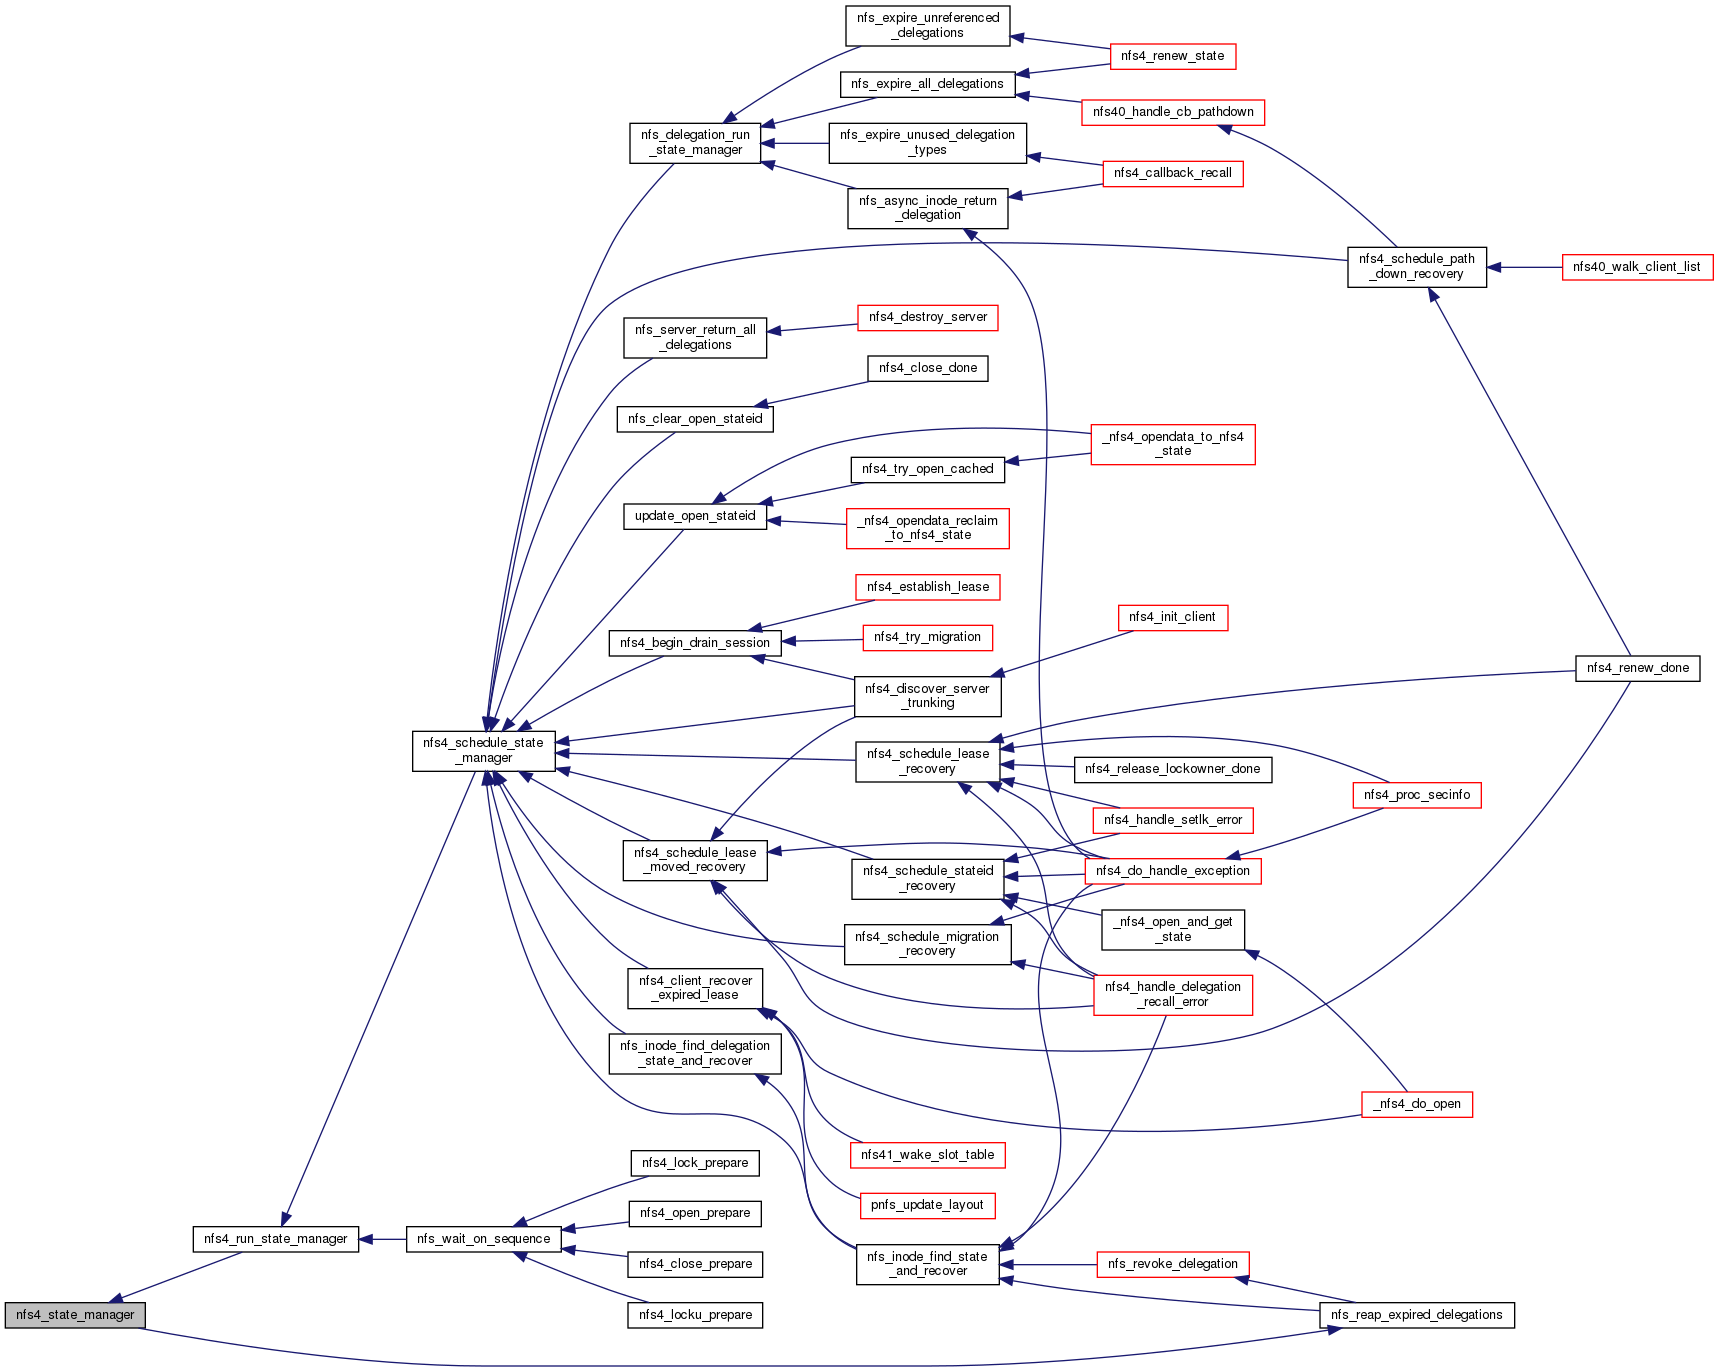 nfs_expire_unreferenced
_delegations
nfs4_renew_state
nfs_expire_all_delegations
nfs40_handle_cb_pathdown
nfs_delegation_run
_state_manager
nfs_expire_unused_delegation
_types
nfs4_callback_recall
nfs_async_inode_return
_delegation
nfs4_schedule_path
_down_recovery
nfs40_walk_client_list
nfs_server_return_all
_delegations
nfs4_destroy_server
nfs4_close_done
nfs_clear_open_stateid
_nfs4_opendata_to_nfs4
_state
nfs4_try_open_cached
update_open_stateid
_nfs4_opendata_reclaim
_to_nfs4_state
nfs4_establish_lease
nfs4_init_client
nfs4_begin_drain_session
nfs4_try_migration
nfs4_renew_done
nfs4_discover_server
_trunking
nfs4_schedule_state
_manager
nfs4_schedule_lease
_recovery
nfs4_release_lockowner_done
nfs4_proc_secinfo
nfs4_handle_setlk_error
nfs4_schedule_lease
_moved_recovery
nfs4_schedule_stateid
_recovery
nfs4_do_handle_exception
_nfs4_open_and_get
_state
nfs4_schedule_migration
_recovery
nfs4_client_recover
_expired_lease
nfs4_handle_delegation
_recall_error
nfs_inode_find_delegation
_state_and_recover
_nfs4_do_open
nfs4_lock_prepare
nfs41_wake_slot_table
pnfs_update_layout
nfs4_open_prepare
nfs4_run_state_manager
nfs_wait_on_sequence
nfs4_close_prepare
nfs_inode_find_state
_and_recover
nfs_revoke_delegation
nfs4_state_manager
nfs4_locku_prepare
nfs_reap_expired_delegations